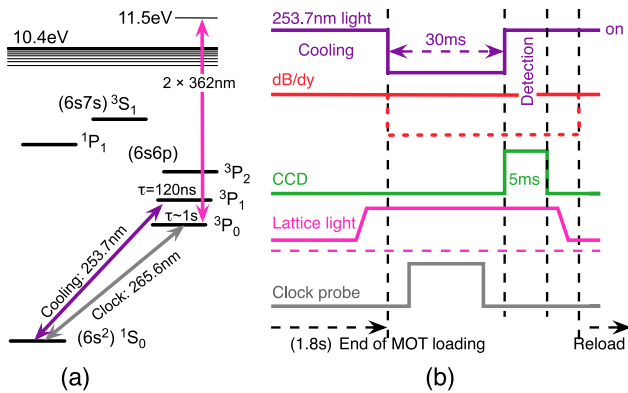 11.5eV
10.4eV
2 × 362nm
(6s7s) ³S₁
¹P₁
(6s6p)
³P₂
τ=120ns
³P₁
τ~1s
³P₀
Cooling: 253.7nm
Clock: 265.6nm
(6s²) ¹S₀
(a)
253.7nm light
on
Cooling
30ms
Detection
dB/dy
CCD
5ms
Lattice light
Clock probe
(1.8s) End of MOT loading
Reload
(b)